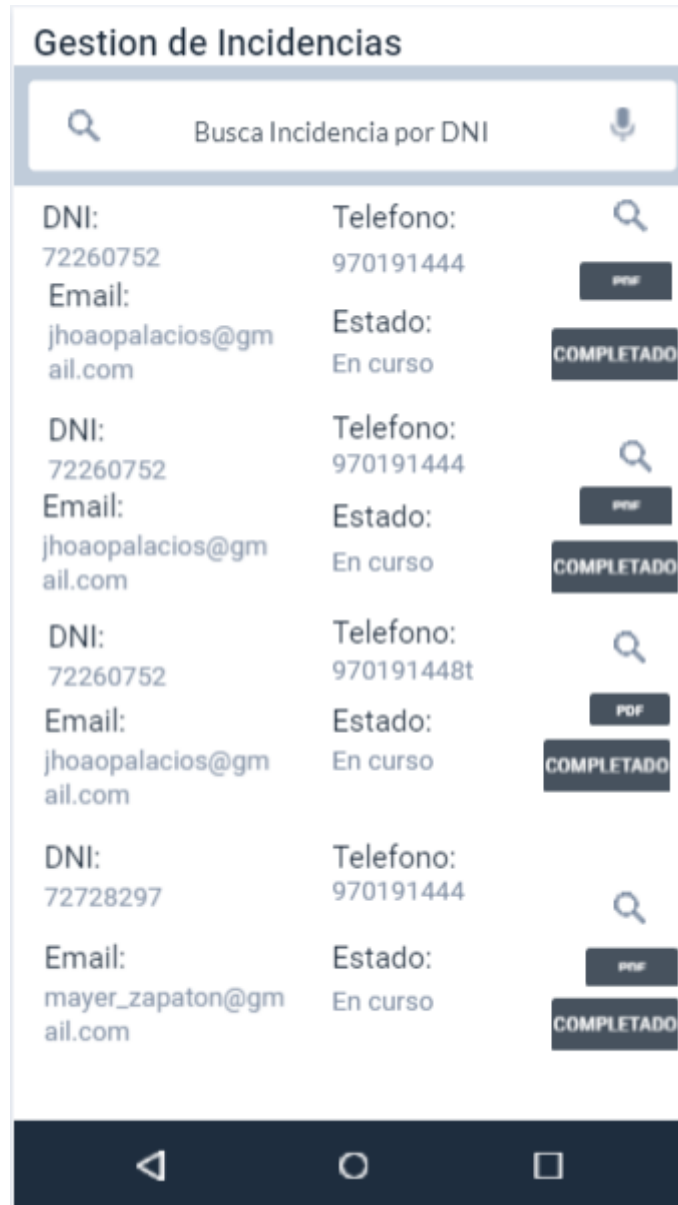 Gestion de Incidencias
Busca Incidencia por DNI
DNI:
72260752
Telefono:
970191444
Email:
jhoaopalacios@gm
ail.com
Estado:
En curso
PDF
COMPLETADO
DNI:
72260752
Telefono:
970191444
Email:
jhoaopalacios@gm
ail.com
Estado:
En curso
PDF
COMPLETADO
DNI:
72260752
Telefono:
970191448t
Email:
jhoaopalacios@gm
ail.com
Estado:
En curso
PDF
COMPLETADO
DNI:
72728297
Telefono:
970191444
Email:
mayer_zapaton@gm
ail.com
Estado:
En curso
PDF
COMPLETADO